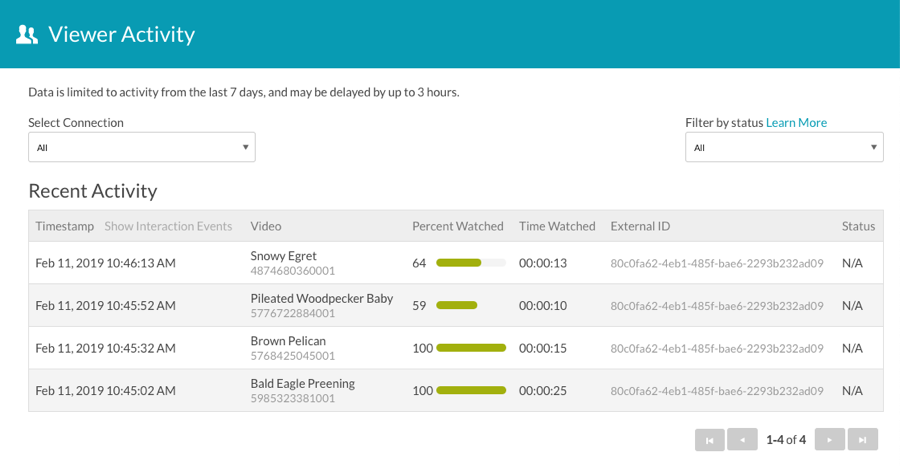 Viewer Activity
Data is limited to activity from the last 7 days, and may be delayed by up to 3 hours.
Select Connection
Filter by status Learn More
All
All
Recent Activity
Timestamp Show Interaction Events Video Percent Watched Time Watched External ID Status
Feb 11, 2019 10:46:13 AM Snowy Egret 64 00:00:13 80c0fa62-4eb1-485f-bae6-2293b232ad09 N/A
4874680360001
Feb 11, 2019 10:45:52 AM Pileated Woodpecker Baby 59 00:00:10 80c0fa62-4eb1-485f-bae6-2293b232ad09 N/A
5776722884001
Feb 11, 2019 10:45:32 AM Brown Pelican 100 00:00:15 80c0fa62-4eb1-485f-bae6-2293b232ad09 N/A
5768425045001
Feb 11, 2019 10:45:02 AM Bald Eagle Preening 100 00:00:25 80c0fa62-4eb1-485f-bae6-2293b232ad09 N/A
5985323381001
1-4 of 4